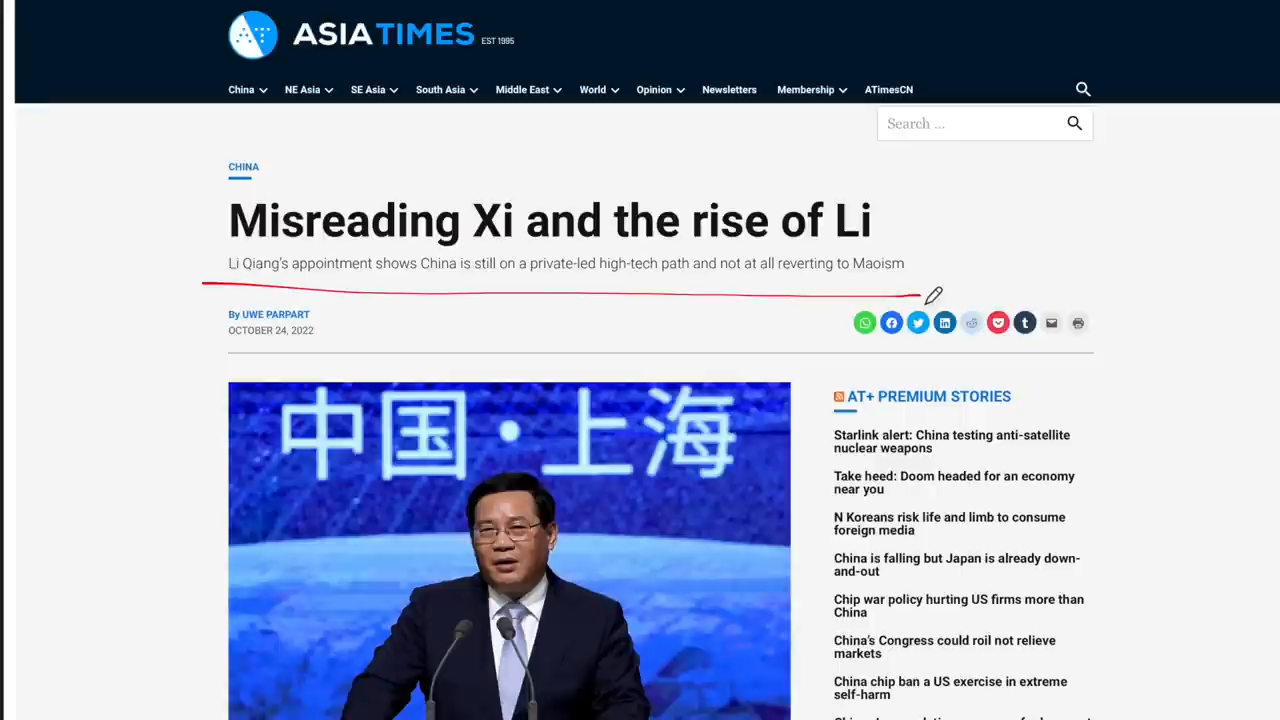 ASIA TIMES EST 1995
China NE Asia SE Asia South Asia Middle East World Opinion Newsletters Membership ATimesCN
Search ...
CHINA
Misreading Xi and the rise of Li
Li Qiang's appointment shows China is still on a private-led high-tech path and not at all reverting to Maoism
By UWE PARPART
OCTOBER 24, 2022
中国·上海
AT+ PREMIUM STORIES
Starlink alert: China testing anti-satellite
nuclear weapons
Take heed: Doom headed for an economy
near you
N Koreans risk life and limb to consume
foreign media
China is falling but Japan is already down-
and-out
Chip war policy hurting US firms more than
China
China's Congress could roil not relieve
markets
China chip ban a US exercise in extreme
self-harm